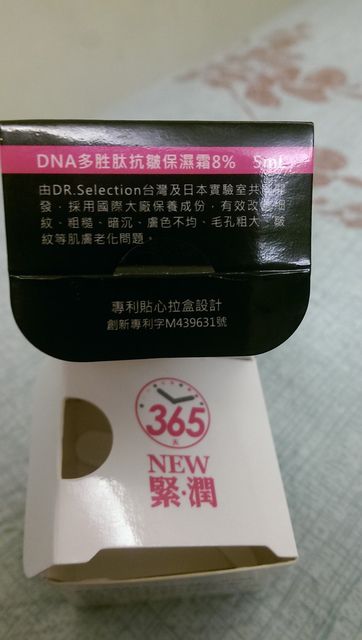 DNA多胜肽抗皺保濕霜8% 5mL
由DR.Selection台灣及日本實驗室共
發，採用國際大廠保養成份，有效改
紋、粗糙、暗沉、膚色不均、毛孔粗大、皺
紋等肌膚老化問題。
專利貼心拉盒設計
創新專利字M439631號
365
天
NEW
緊·潤